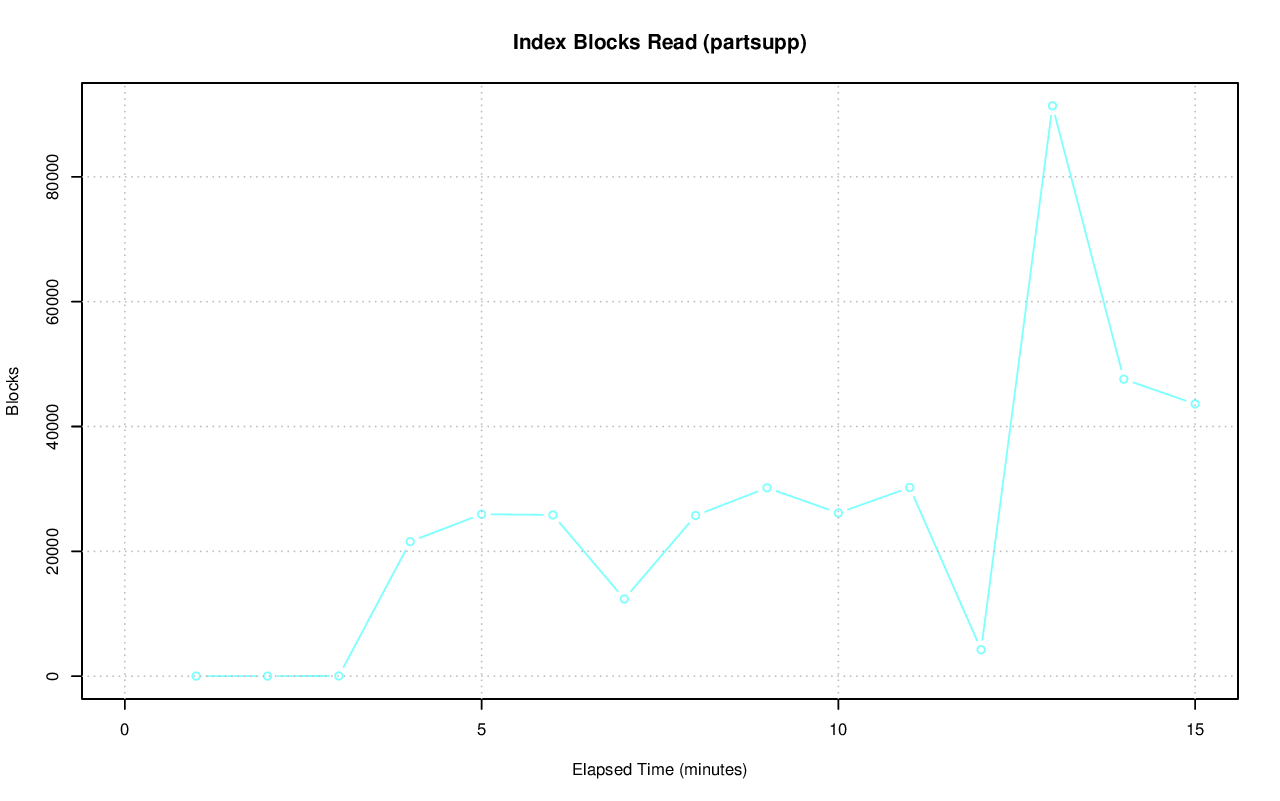 Index Blocks Read (partsupp)
Blocks
80000
60000
40000
20000
0
0 5 10 15
Elapsed Time (minutes)